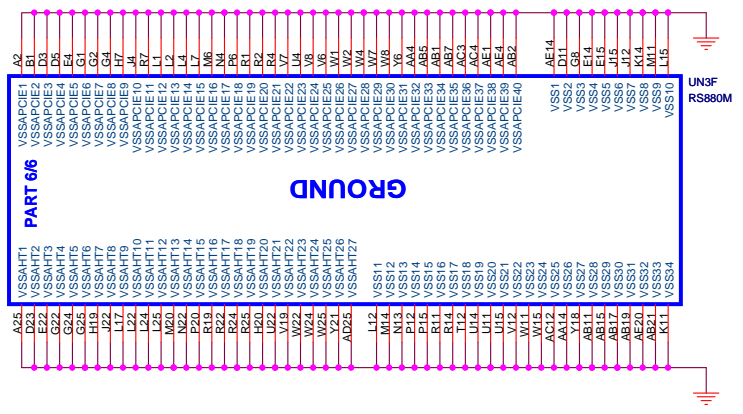 A2 B1 D3 D5 E4 G1 G2 G4 H7 J4 R7 L1 L2 L4 L7 M6 N4 P6 R1 R2 R4 V7 U4 V8 V6 W1 W2 W4 W7 W8 Y6 AA4 AB5 AB1 AB7 AC3 AC4 AE1 AE4 AB2
AE14 D11 G8 E14 E15 J15 J12 K14 M11 L15
UN3F
RS880M
VSSAPCIE1 VSSAPCIE2 VSSAPCIE3 VSSAPCIE4 VSSAPCIE5 VSSAPCIE6 VSSAPCIE7 VSSAPCIE8 VSSAPCIE9 VSSAPCIE10 VSSAPCIE11 VSSAPCIE12 VSSAPCIE13 VSSAPCIE14 VSSAPCIE15 VSSAPCIE16 VSSAPCIE17 VSSAPCIE18 VSSAPCIE19 VSSAPCIE20 VSSAPCIE21 VSSAPCIE22 VSSAPCIE23 VSSAPCIE24 VSSAPCIE25 VSSAPCIE26 VSSAPCIE27 VSSAPCIE28 VSSAPCIE29 VSSAPCIE30 VSSAPCIE31 VSSAPCIE32 VSSAPCIE33 VSSAPCIE34 VSSAPCIE35 VSSAPCIE36 VSSAPCIE37 VSSAPCIE38 VSSAPCIE39 VSSAPCIE40
VSS1 VSS2 VSS3 VSS4 VSS5 VSS6 VSS7 VSS8 VSS9 VSS10
PART 6/6
GROUND
VSSAHT1 VSSAHT2 VSSAHT3 VSSAHT4 VSSAHT5 VSSAHT6 VSSAHT7 VSSAHT8 VSSAHT9 VSSAHT10 VSSAHT11 VSSAHT12 VSSAHT13 VSSAHT14 VSSAHT15 VSSAHT16 VSSAHT17 VSSAHT18 VSSAHT19 VSSAHT20 VSSAHT21 VSSAHT22 VSSAHT23 VSSAHT24 VSSAHT25 VSSAHT26 VSSAHT27
VSS11 VSS12 VSS13 VSS14 VSS15 VSS16 VSS17 VSS18 VSS19 VSS20 VSS21 VSS22 VSS23 VSS24 VSS25 VSS26 VSS27 VSS28 VSS29 VSS30 VSS31 VSS32 VSS33 VSS34
A25 D23 E22 G22 G24 G25 H19 J22 L17 L22 L24 L25 M20 N22 P20 R19 R22 R24 R25 H20 U22 V19 W22 W24 W25 Y21 AD25
L12 M14 N13 P12 P15 R11 R14 T12 U14 U11 U15 V12 W11 W15 AC12 AA14 Y18 AB11 AB15 AB17 AB19 AE20 AB21 K11